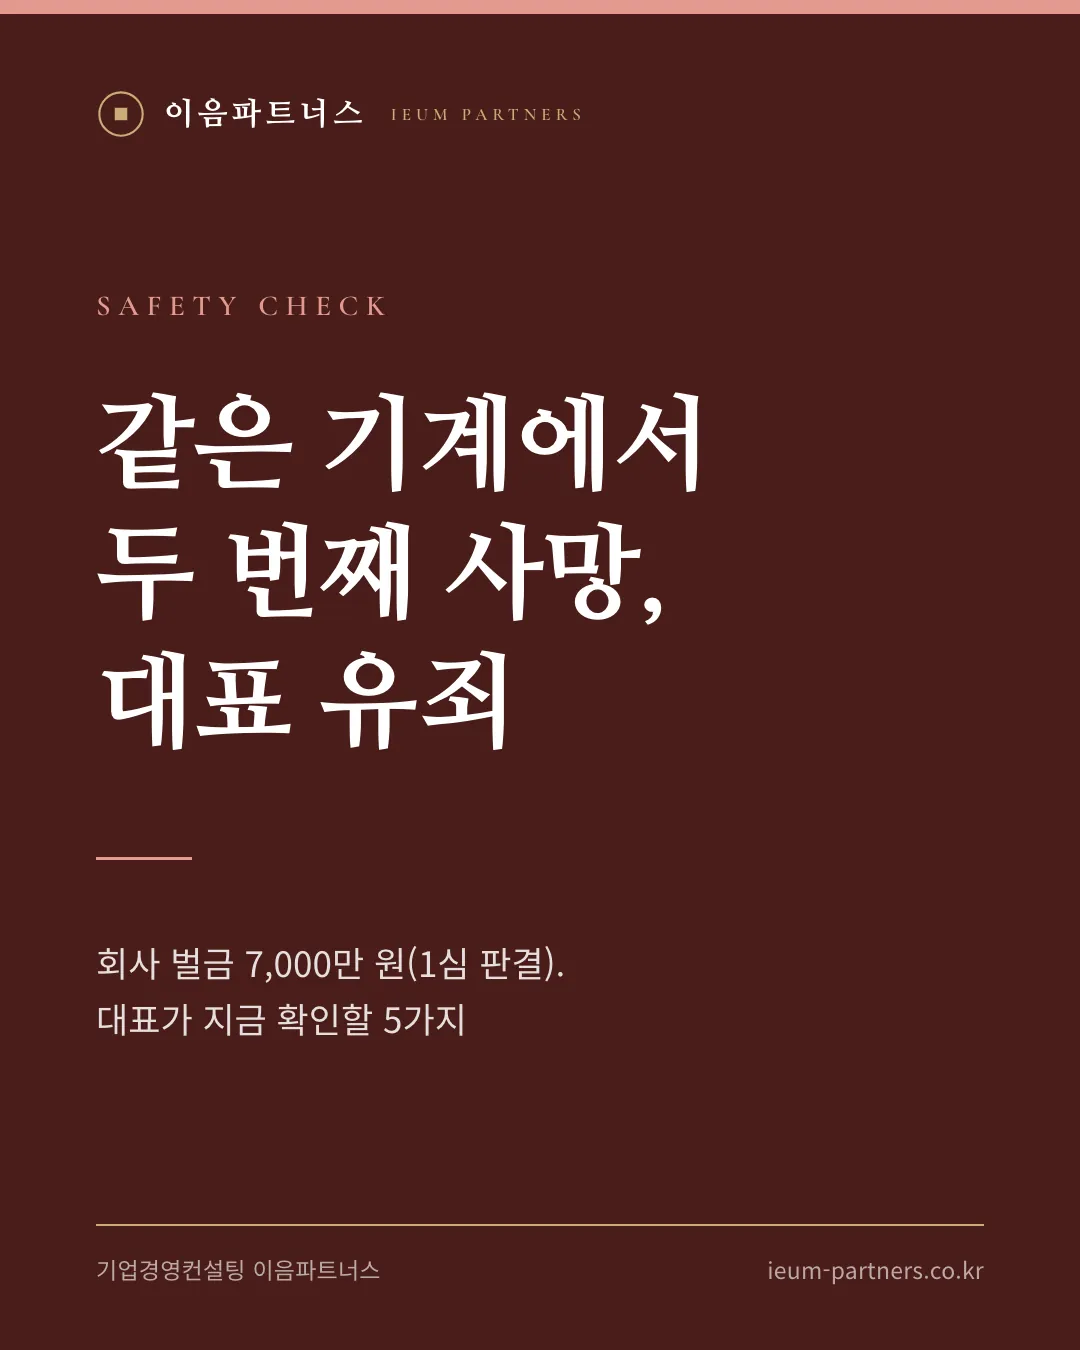 이음파트너스 IEUM PARTNERS
SAFETY CHECK
같은 기계에서
두 번째 사망,
대표 유죄
회사 벌금 7,000만 원(1심 판결).
대표가 지금 확인할 5가지
기업경영컨설팅 이음파트너스 ieum-partners.co.kr